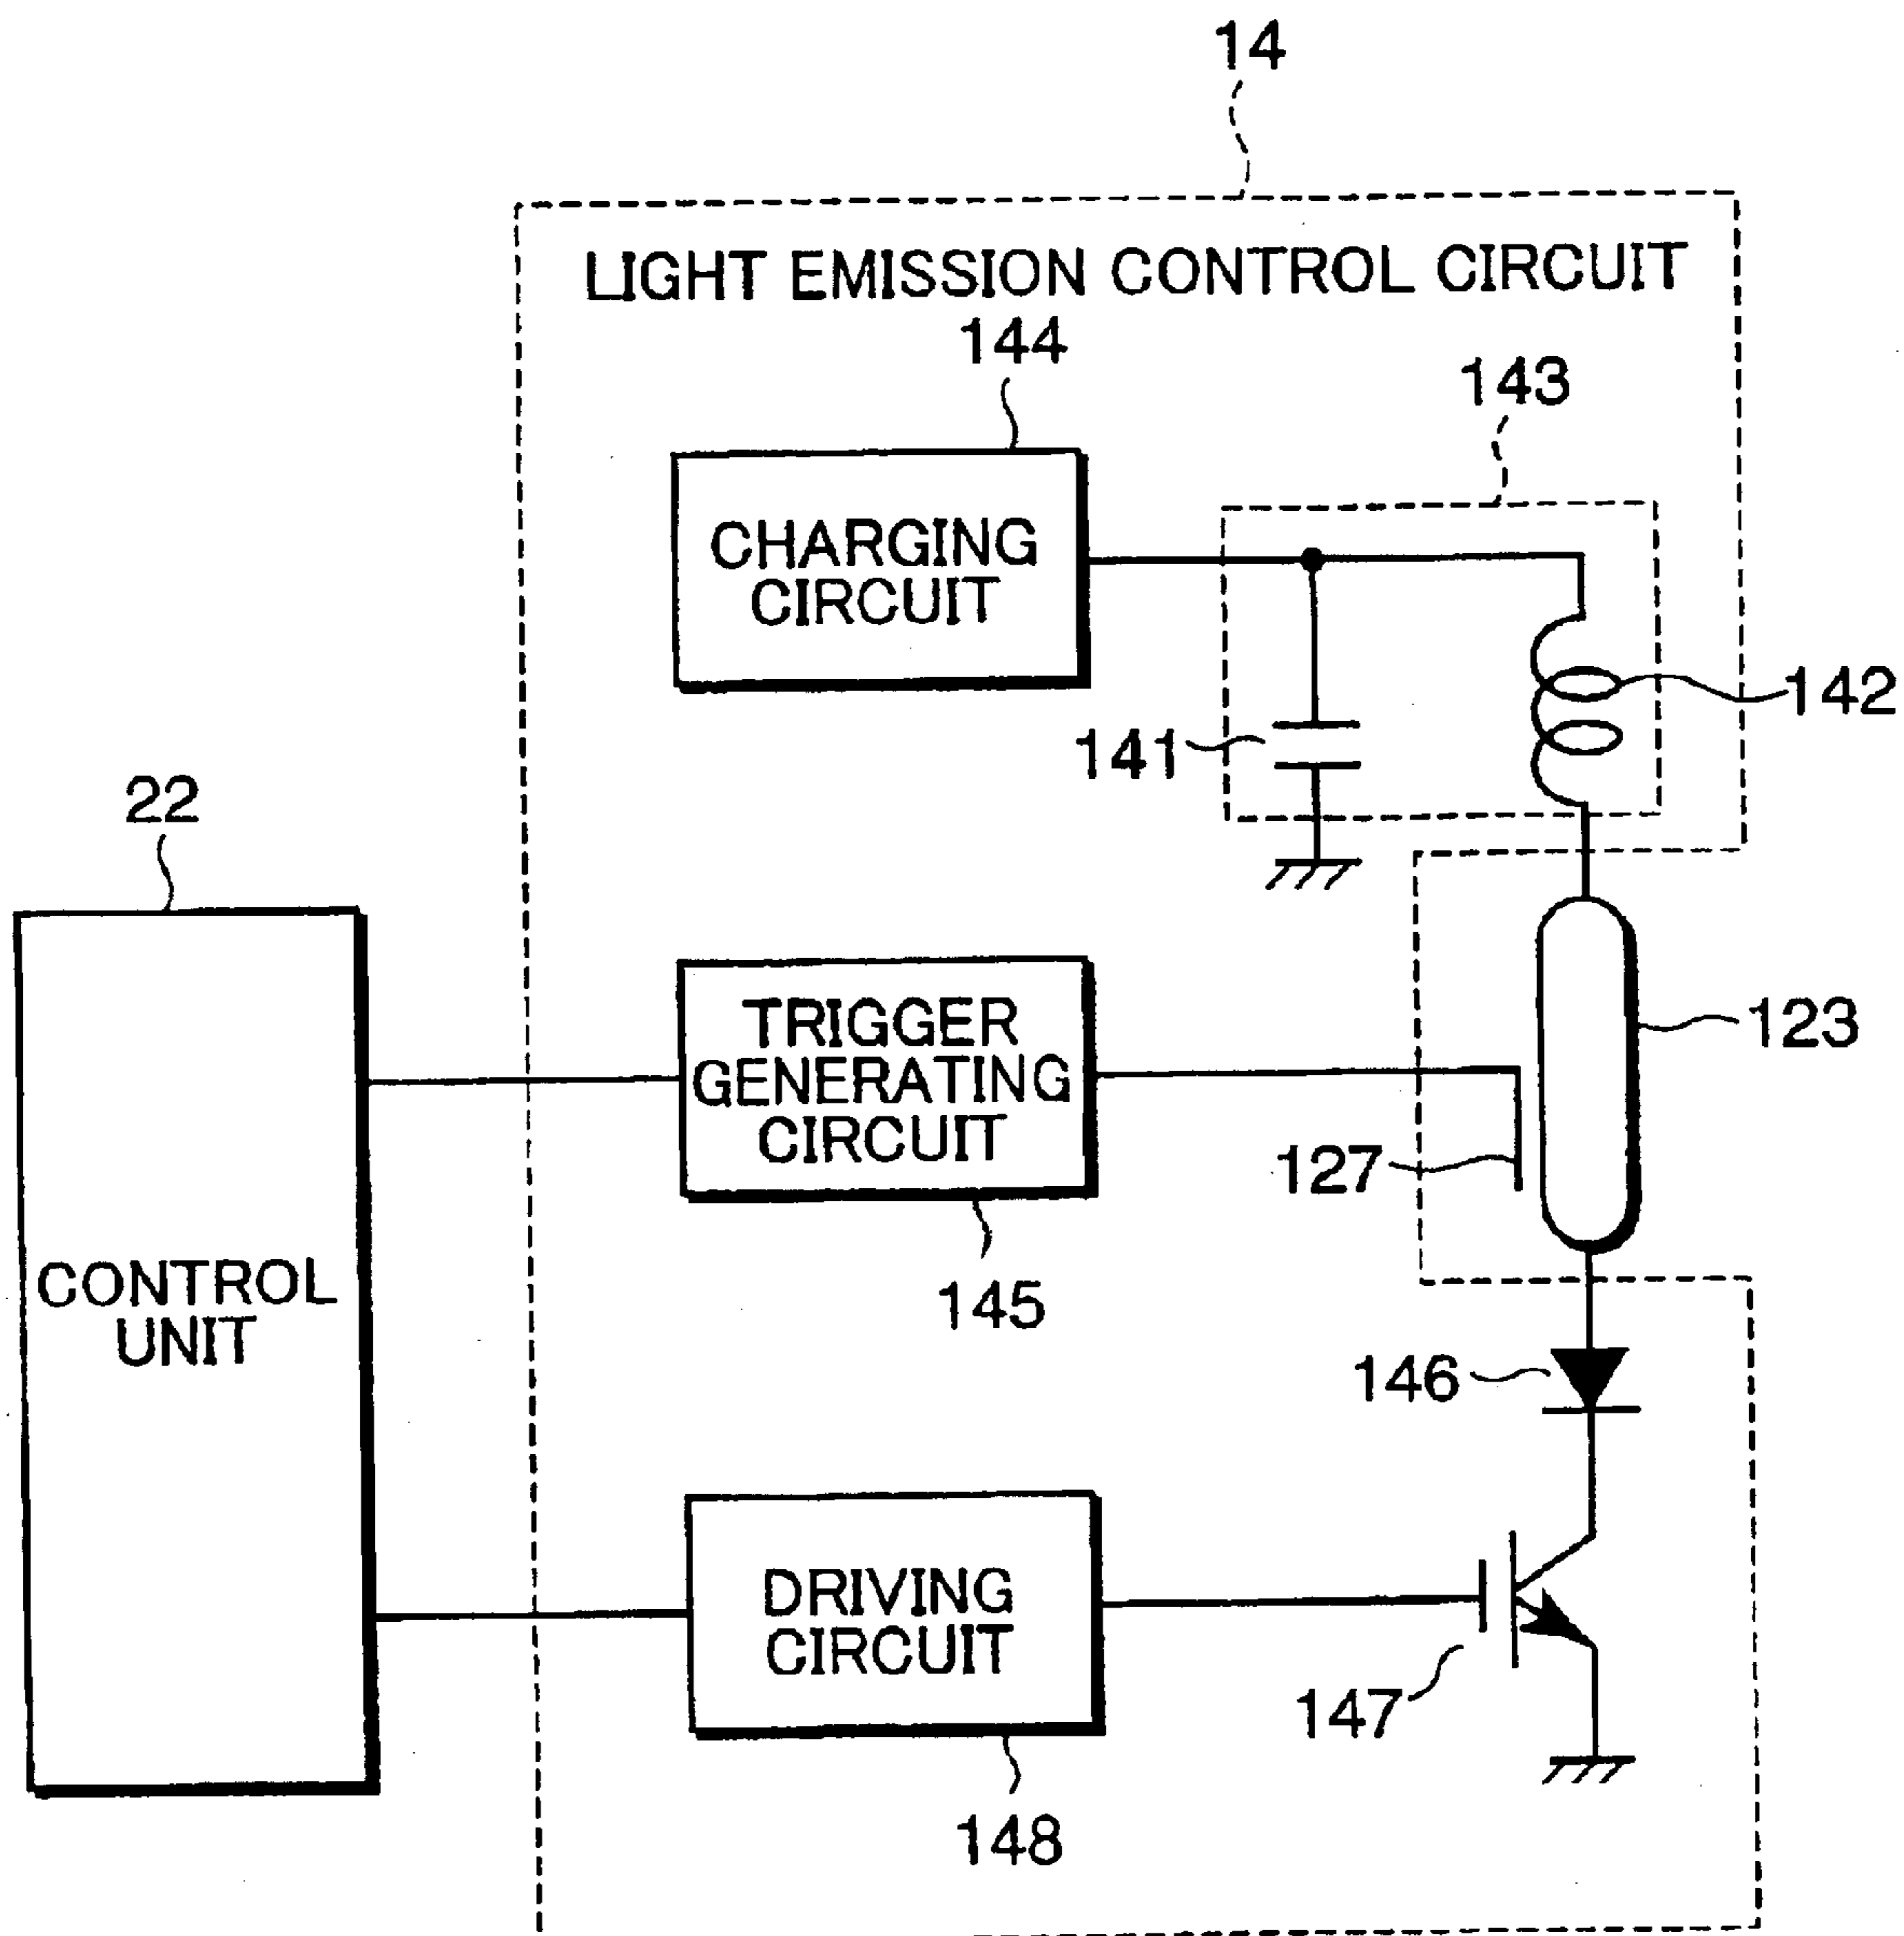 14
LIGHT EMISSION CONTROL CIRCUIT
144
143
CHARGING
CIRCUIT
142
141
22
TRIGGER
GENERATING
CIRCUIT
123
127
CONTROL
UNIT
145
146
DRIVING
CIRCUIT
147
148